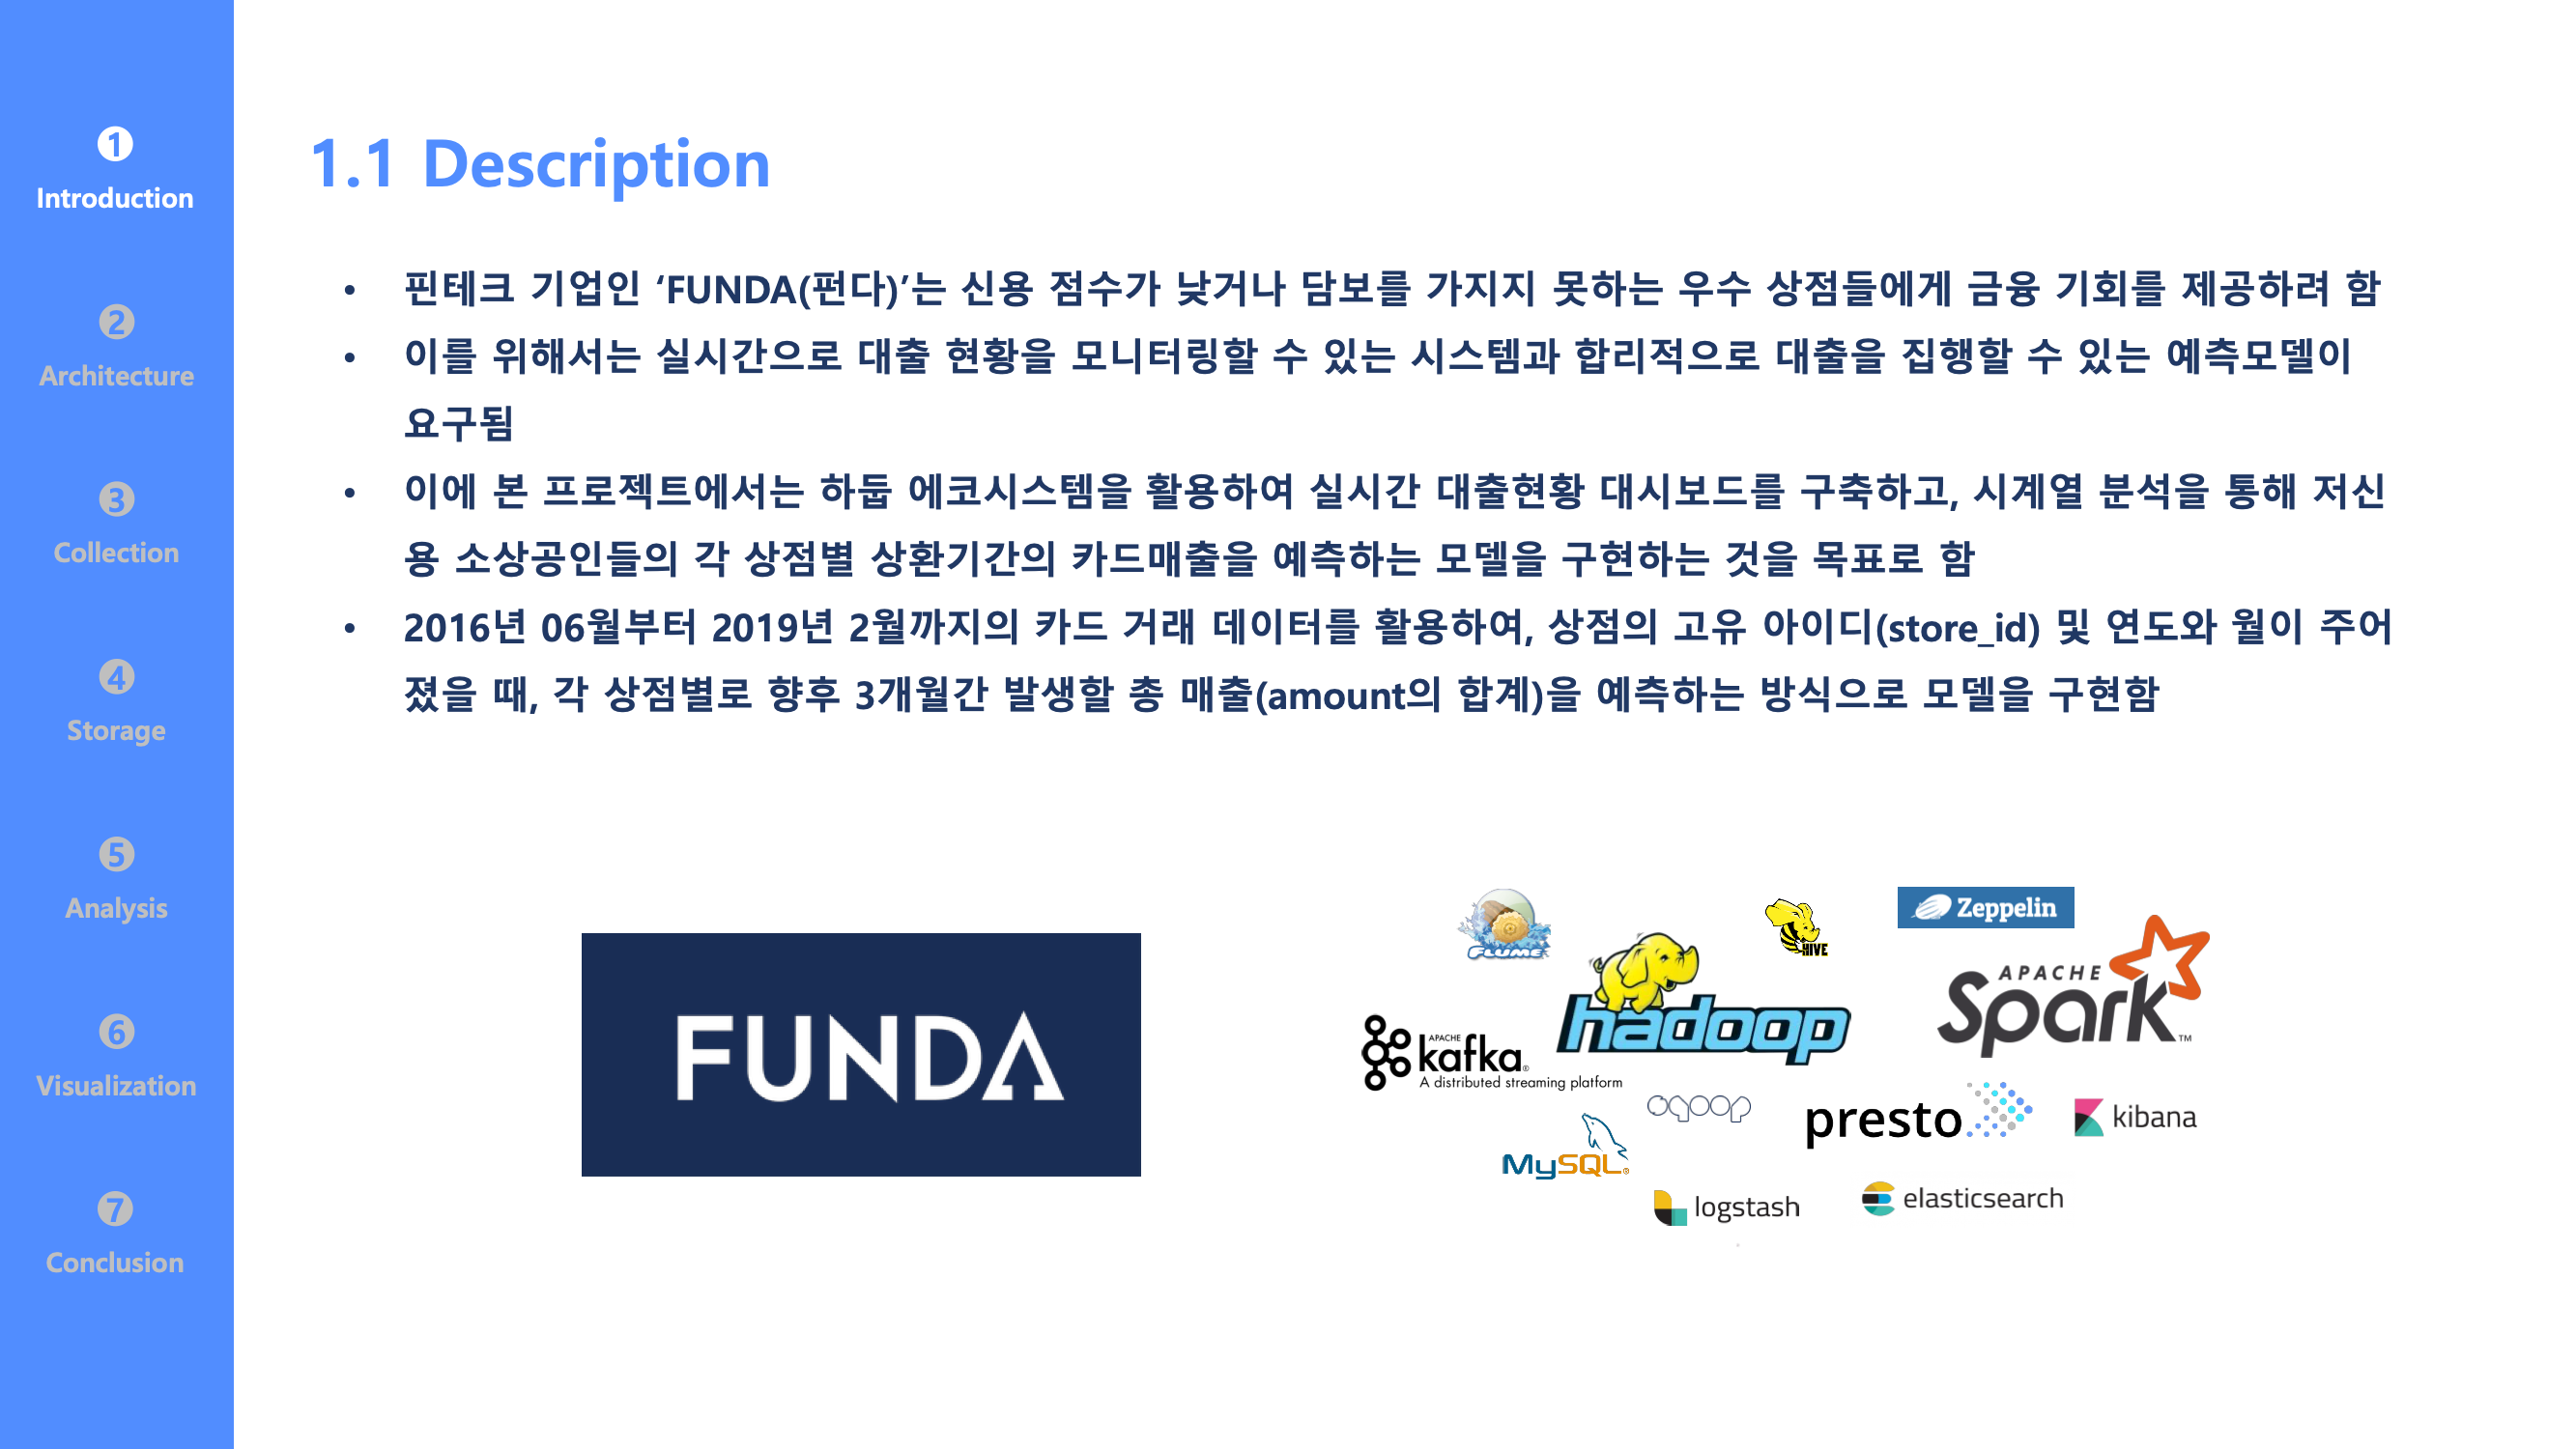 ❶
Introduction
❷
Architecture
❸
Collection
❹
Storage
❺
Analysis
❻
Visualization
❼
Conclusion
1.1 Description
• 핀테크 기업인 ‘FUNDA(펀다)’는 신용 점수가 낮거나 담보를 가지지 못하는 우수 상점들에게 금융 기회를 제공하려 함
• 이를 위해서는 실시간으로 대출 현황을 모니터링할 수 있는 시스템과 합리적으로 대출을 집행할 수 있는 예측모델이
요구됨
• 이에 본 프로젝트에서는 하둡 에코시스템을 활용하여 실시간 대출현황 대시보드를 구축하고, 시계열 분석을 통해 저신
용 소상공인들의 각 상점별 상환기간의 카드매출을 예측하는 모델을 구현하는 것을 목표로 함
• 2016년 06월부터 2019년 2월까지의 카드 거래 데이터를 활용하여, 상점의 고유 아이디(store_id) 및 연도와 월이 주어
졌을 때, 각 상점별로 향후 3개월간 발생할 총 매출(amount의 합계)을 예측하는 방식으로 모델을 구현함
FUNDA
FLUME
HIVE
Zeppelin
hadoop
APACHE
Spark™
APACHE
kafka®
A distributed streaming platform
sqoop
presto
kibana
MySQL®
logstash
elasticsearch